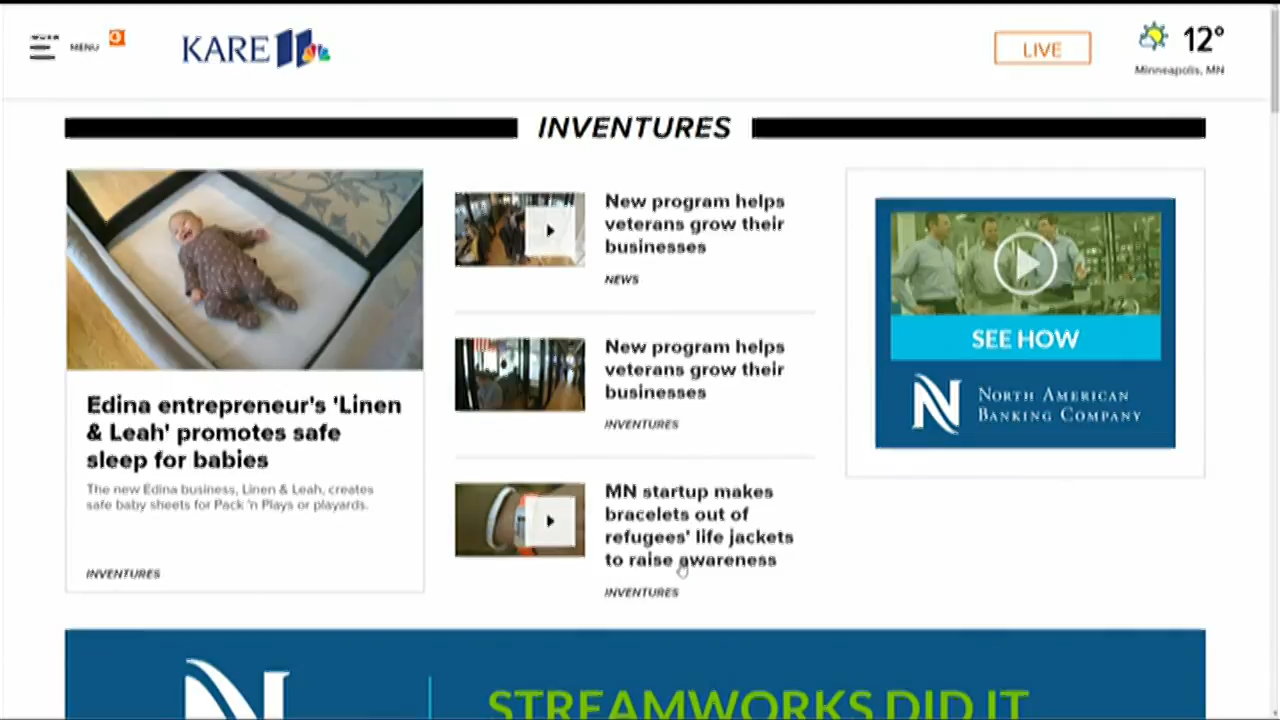 MENU
KARE 11
LIVE
12°
Minneapolis, MN
INVENTURES
Edina entrepreneur's 'Linen
& Leah' promotes safe
sleep for babies
The new Edina business, Linen & Leah, creates
safe baby sheets for Pack 'n Plays or playards.
INVENTURES
New program helps
veterans grow their
businesses
NEWS
New program helps
veterans grow their
businesses
INVENTURES
MN startup makes
bracelets out of
refugees' life jackets
to raise awareness
INVENTURES
SEE HOW
N NORTH AMERICAN
BANKING COMPANY
N
STREAMWORKS DID IT